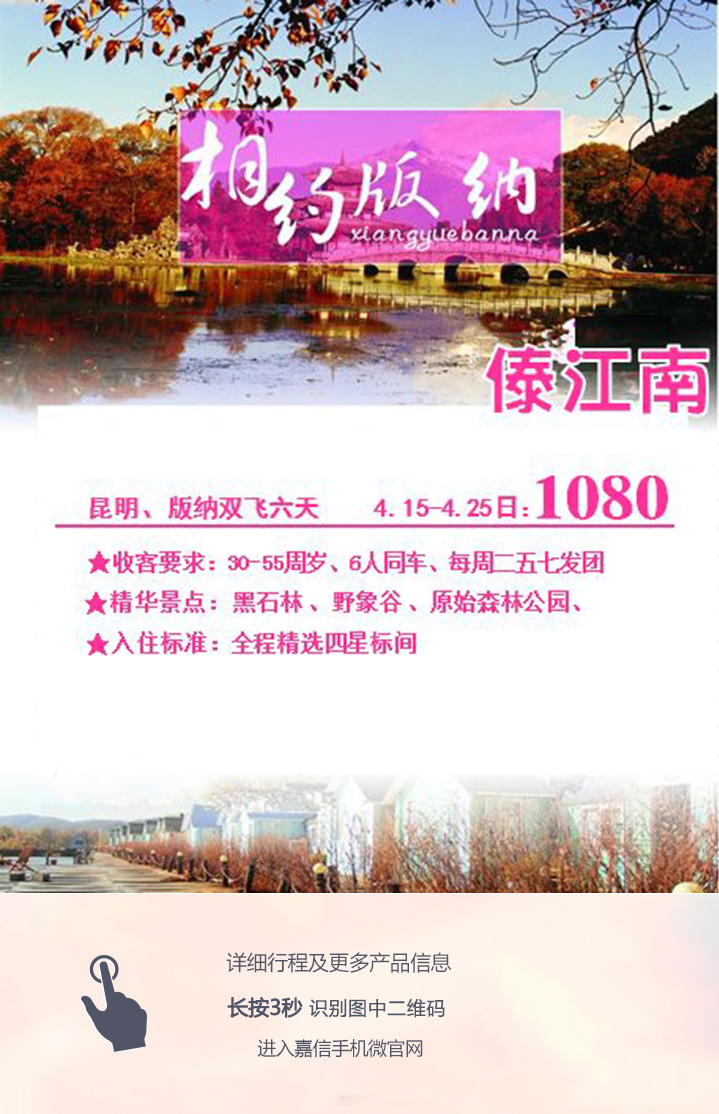 相约版纳
xiangyuebanna
傣江南
昆明、版纳双飞六天 4.15-4.25日：1080
★收客要求：30-55周岁、6人同车、每周二五七发团
★精华景点：黑石林、野象谷、原始森林公园、
★入住标准：全程精选四星标间
详细行程及更多产品信息
长按3秒 识别图中二维码
进入嘉信手机微官网